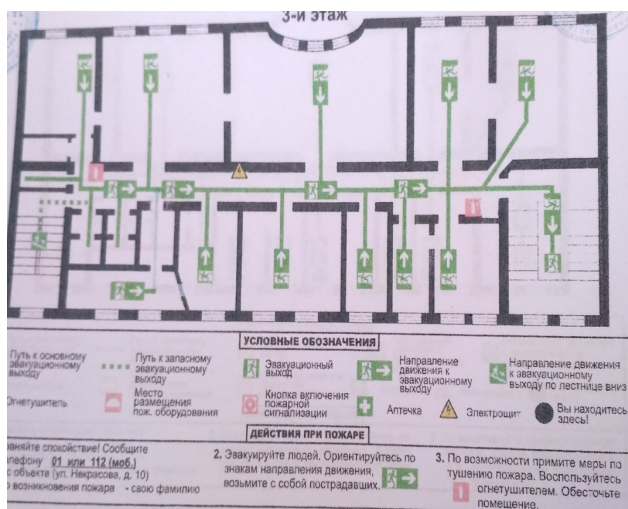 3-й этаж
УСЛОВНЫЕ ОБОЗНАЧЕНИЯ
Путь к основному
эвакуационному
выходу
Путь к запасному
эвакуационному
выходу
Эвакуационный
выход
Направление
движения к
эвакуационному
выходу
Направление движения
к эвакуационному
выходу по лестнице вниз
Огнетушитель
Место
размещения
пож. оборудования
Кнопка включения
пожарной
сигнализации
Аптечка
Электрощит
Вы находитесь
здесь!
ДЕЙСТВИЯ ПРИ ПОЖАРЕ
спокойствие! Сообщите
01 или 112 (моб.)
объекта (ул. Некрасова, д. 10)
возникновения пожара - свою фамилию
2. Эвакуируйте людей. Ориентируйтесь по
знакам направления движения,
возьмите с собой пострадавших.
3. По возможности примите меры по
тушению пожара. Воспользуйтесь
огнетушителем. Обесточьте
помещение.